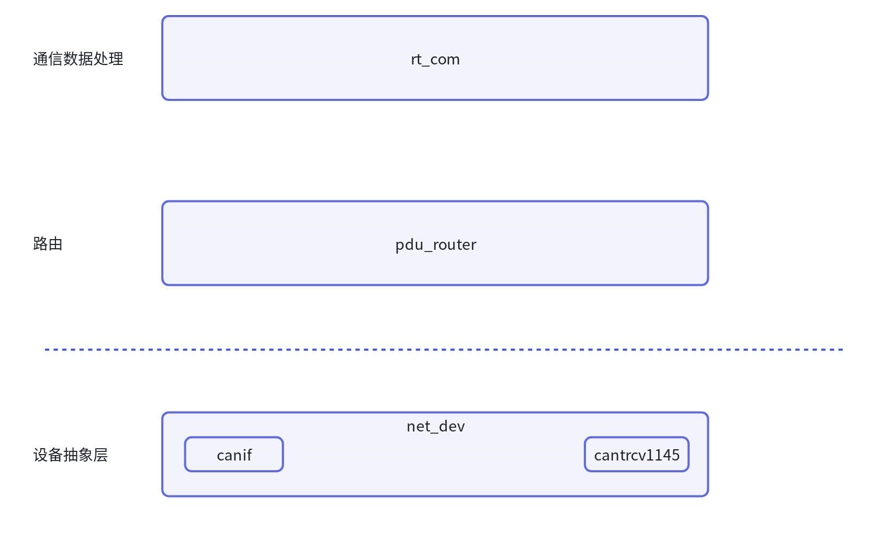 通信数据处理
rt_com
路由
pdu_router
net_dev
设备抽象层
canif
cantrcv1145